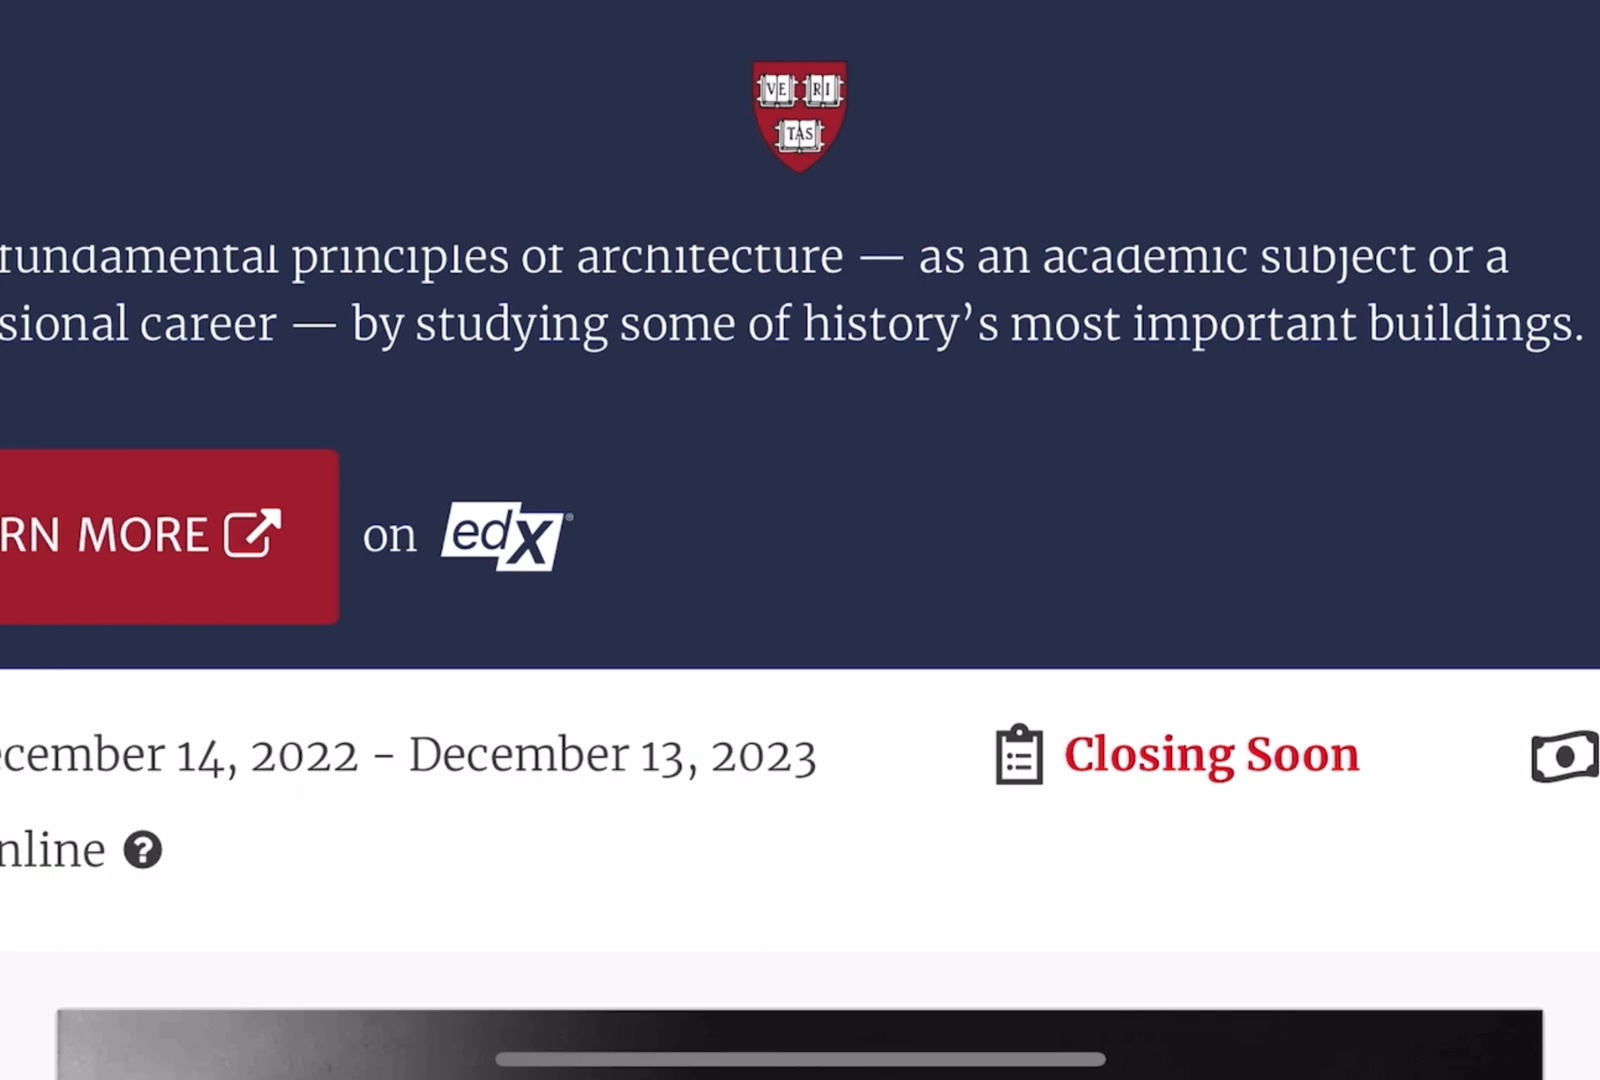 VE RI
TAS
fundamental principles of architecture — as an academic subject or a
sional career — by studying some of history’s most important buildings.
RN MORE on edX®
ecember 14, 2022 – December 13, 2023 Closing Soon
nline ?